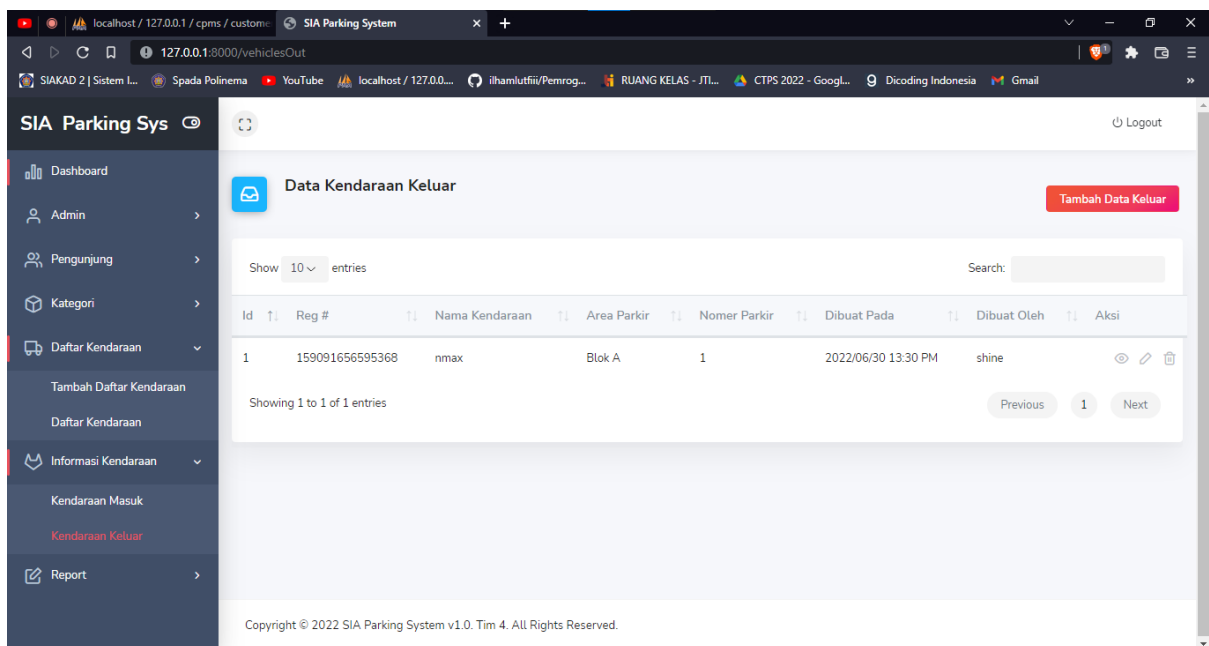 localhost / 127.0.0.1 / cpms / custome SIA Parking System
127.0.0.1:8000/vehiclesOut
SIAKAD 2 | Sistem I... Spada Polinema YouTube localhost / 127.0.0.... ilhamlutfiii/Pemrog... RUANG KELAS - JTI... CTPS 2022 - Googl... Dicoding Indonesia Gmail
SIA Parking Sys
Logout
Dashboard
Admin
Pengunjung
Kategori
Daftar Kendaraan
Tambah Daftar Kendaraan
Daftar Kendaraan
Informasi Kendaraan
Kendaraan Masuk
Kendaraan Keluar
Report
Data Kendaraan Keluar
Tambah Data Keluar
Show 10 entries Search:
Id Reg # Nama Kendaraan Area Parkir Nomer Parkir Dibuat Pada Dibuat Oleh Aksi
1 159091656595368 nmax Blok A 1 2022/06/30 13:30 PM shine
Showing 1 to 1 of 1 entries Previous 1 Next
Copyright © 2022 SIA Parking System v1.0. Tim 4. All Rights Reserved.